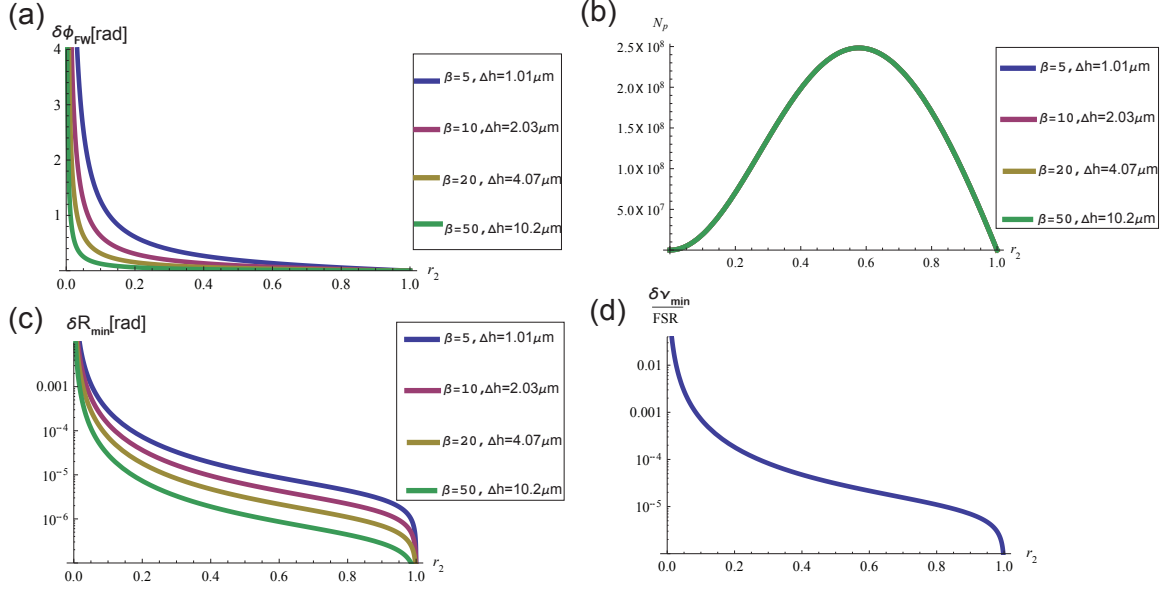 (a)
δϕFW[rad]
4
3
2
1
0.0 0.2 0.4 0.6 0.8 1.0
r2
β=5, Δh=1.01μm
β=10, Δh=2.03μm
β=20, Δh=4.07μm
β=50, Δh=10.2μm
(b)
Np
2.5×10^8
2.0×10^8
1.5×10^8
1.0×10^8
5.0×10^7
0.2 0.4 0.6 0.8 1.0
r2
β=5, Δh=1.01μm
β=10, Δh=2.03μm
β=20, Δh=4.07μm
β=50, Δh=10.2μm
(c)
δRmin[rad]
0.001
10^-4
10^-5
10^-6
0.0 0.2 0.4 0.6 0.8 1.0
r2
β=5, Δh=1.01μm
β=10, Δh=2.03μm
β=20, Δh=4.07μm
β=50, Δh=10.2μm
(d)
δνmin
FSR
0.01
0.001
10^-4
10^-5
0.0 0.2 0.4 0.6 0.8 1.0
r2